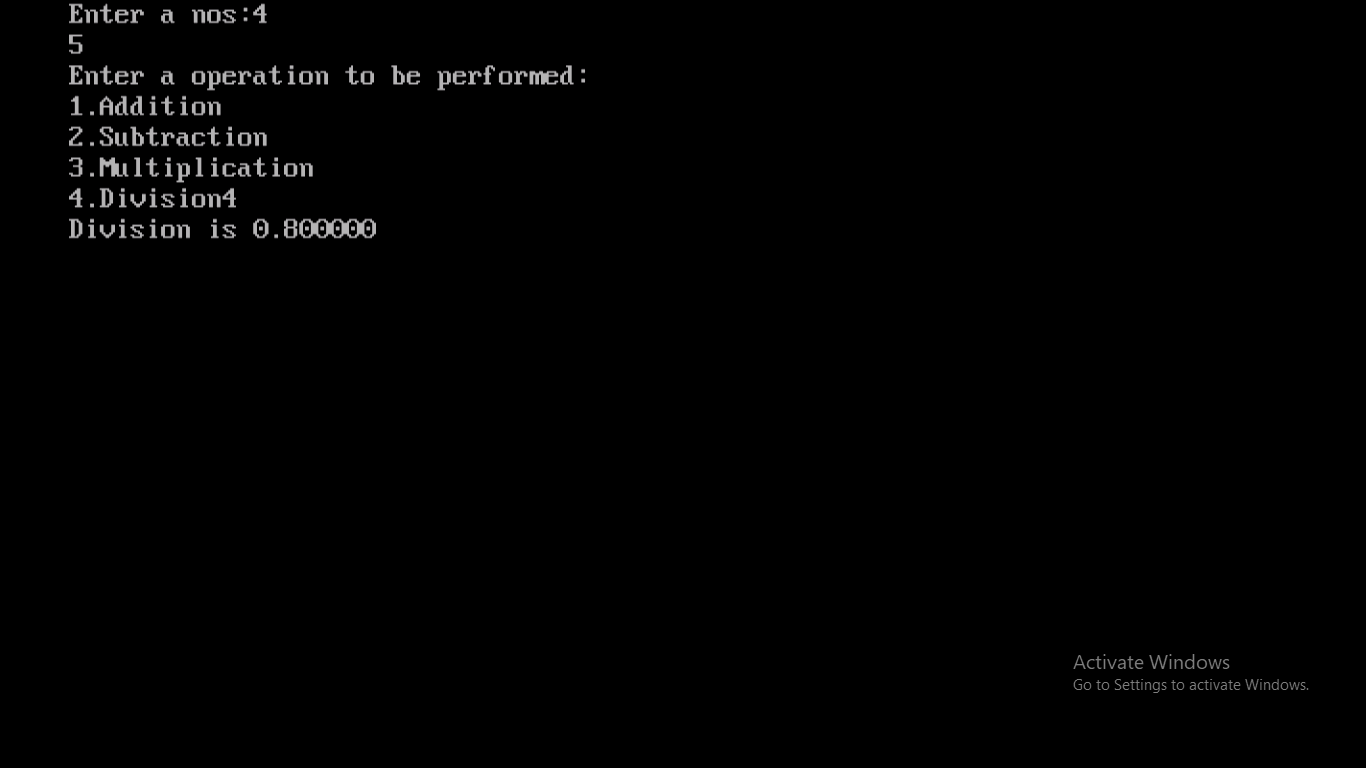 Enter a nos:4
5
Enter a operation to be performed:
1.Addition
2.Subtraction
3.Multiplication
4.Division4
Division is 0.800000
Activate Windows
Go to Settings to activate Windows.